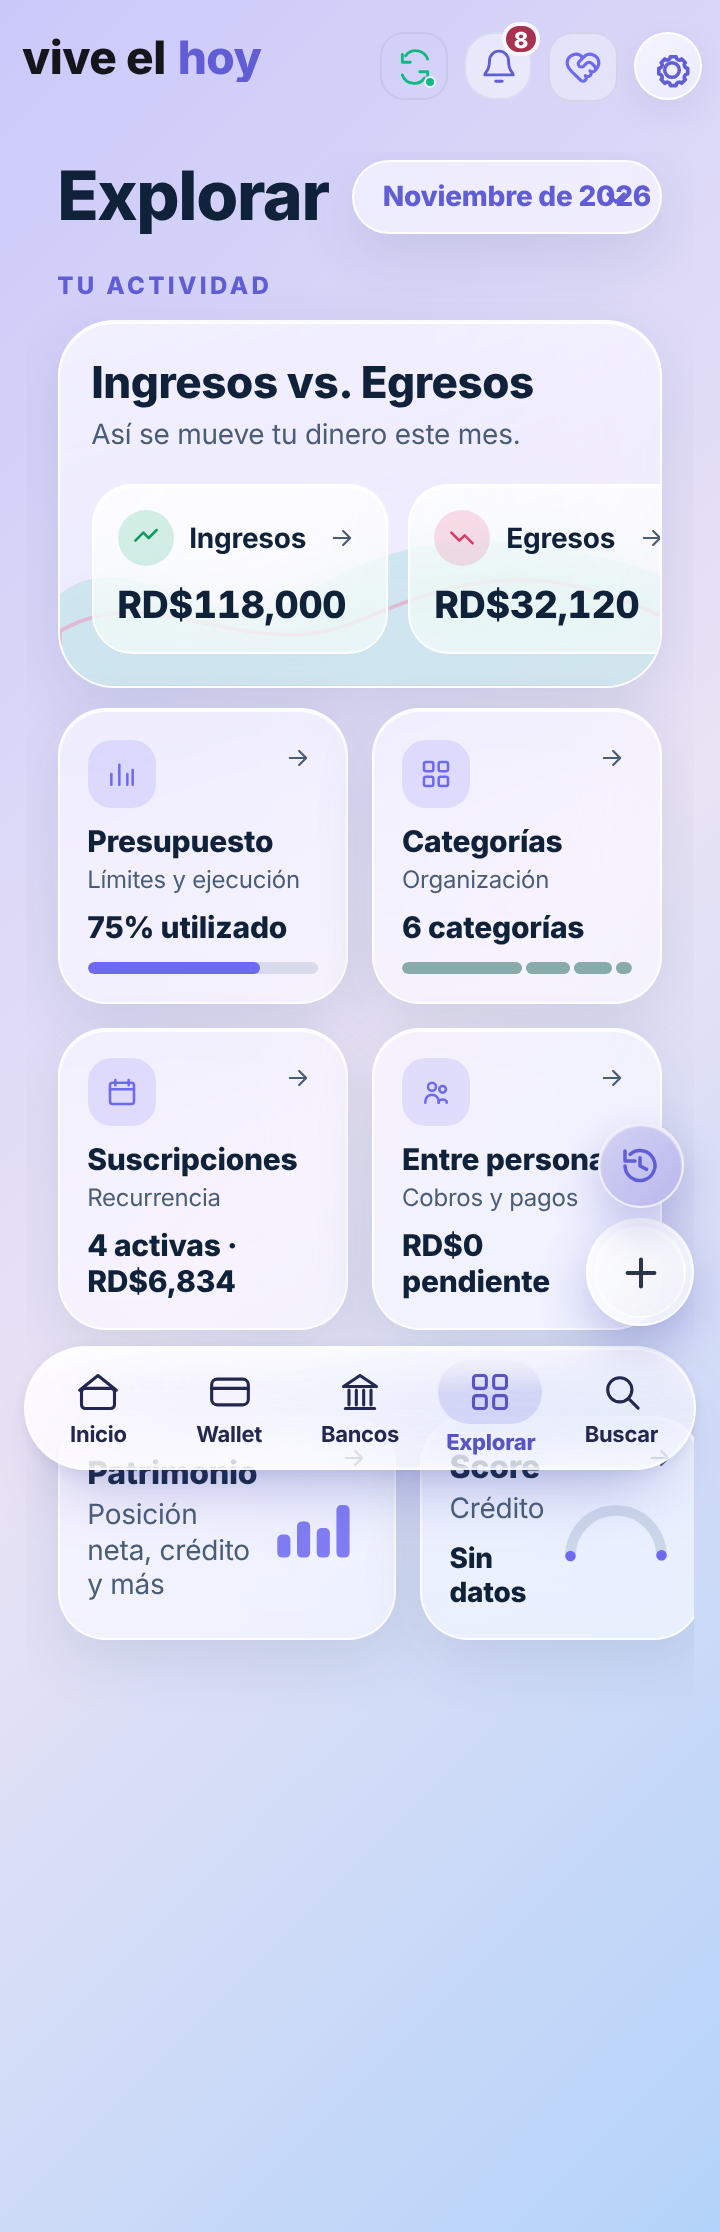 vive el hoy
8
Explorar
Noviembre de 2026
TU ACTIVIDAD
Ingresos vs. Egresos
Así se mueve tu dinero este mes.
Ingresos
Egresos
RD$118,000
RD$32,120
Presupuesto
Categorías
Límites y ejecución
Organización
75% utilizado
6 categorías
Suscripciones
Entre persona
Recurrencia
Cobros y pagos
4 activas ·
RD$6,834
RD$0
pendiente
Inicio
Wallet
Bancos
Explorar
Buscar
Patrimonio
Score
Posición
neta, crédito
y más
Crédito
Sin
datos